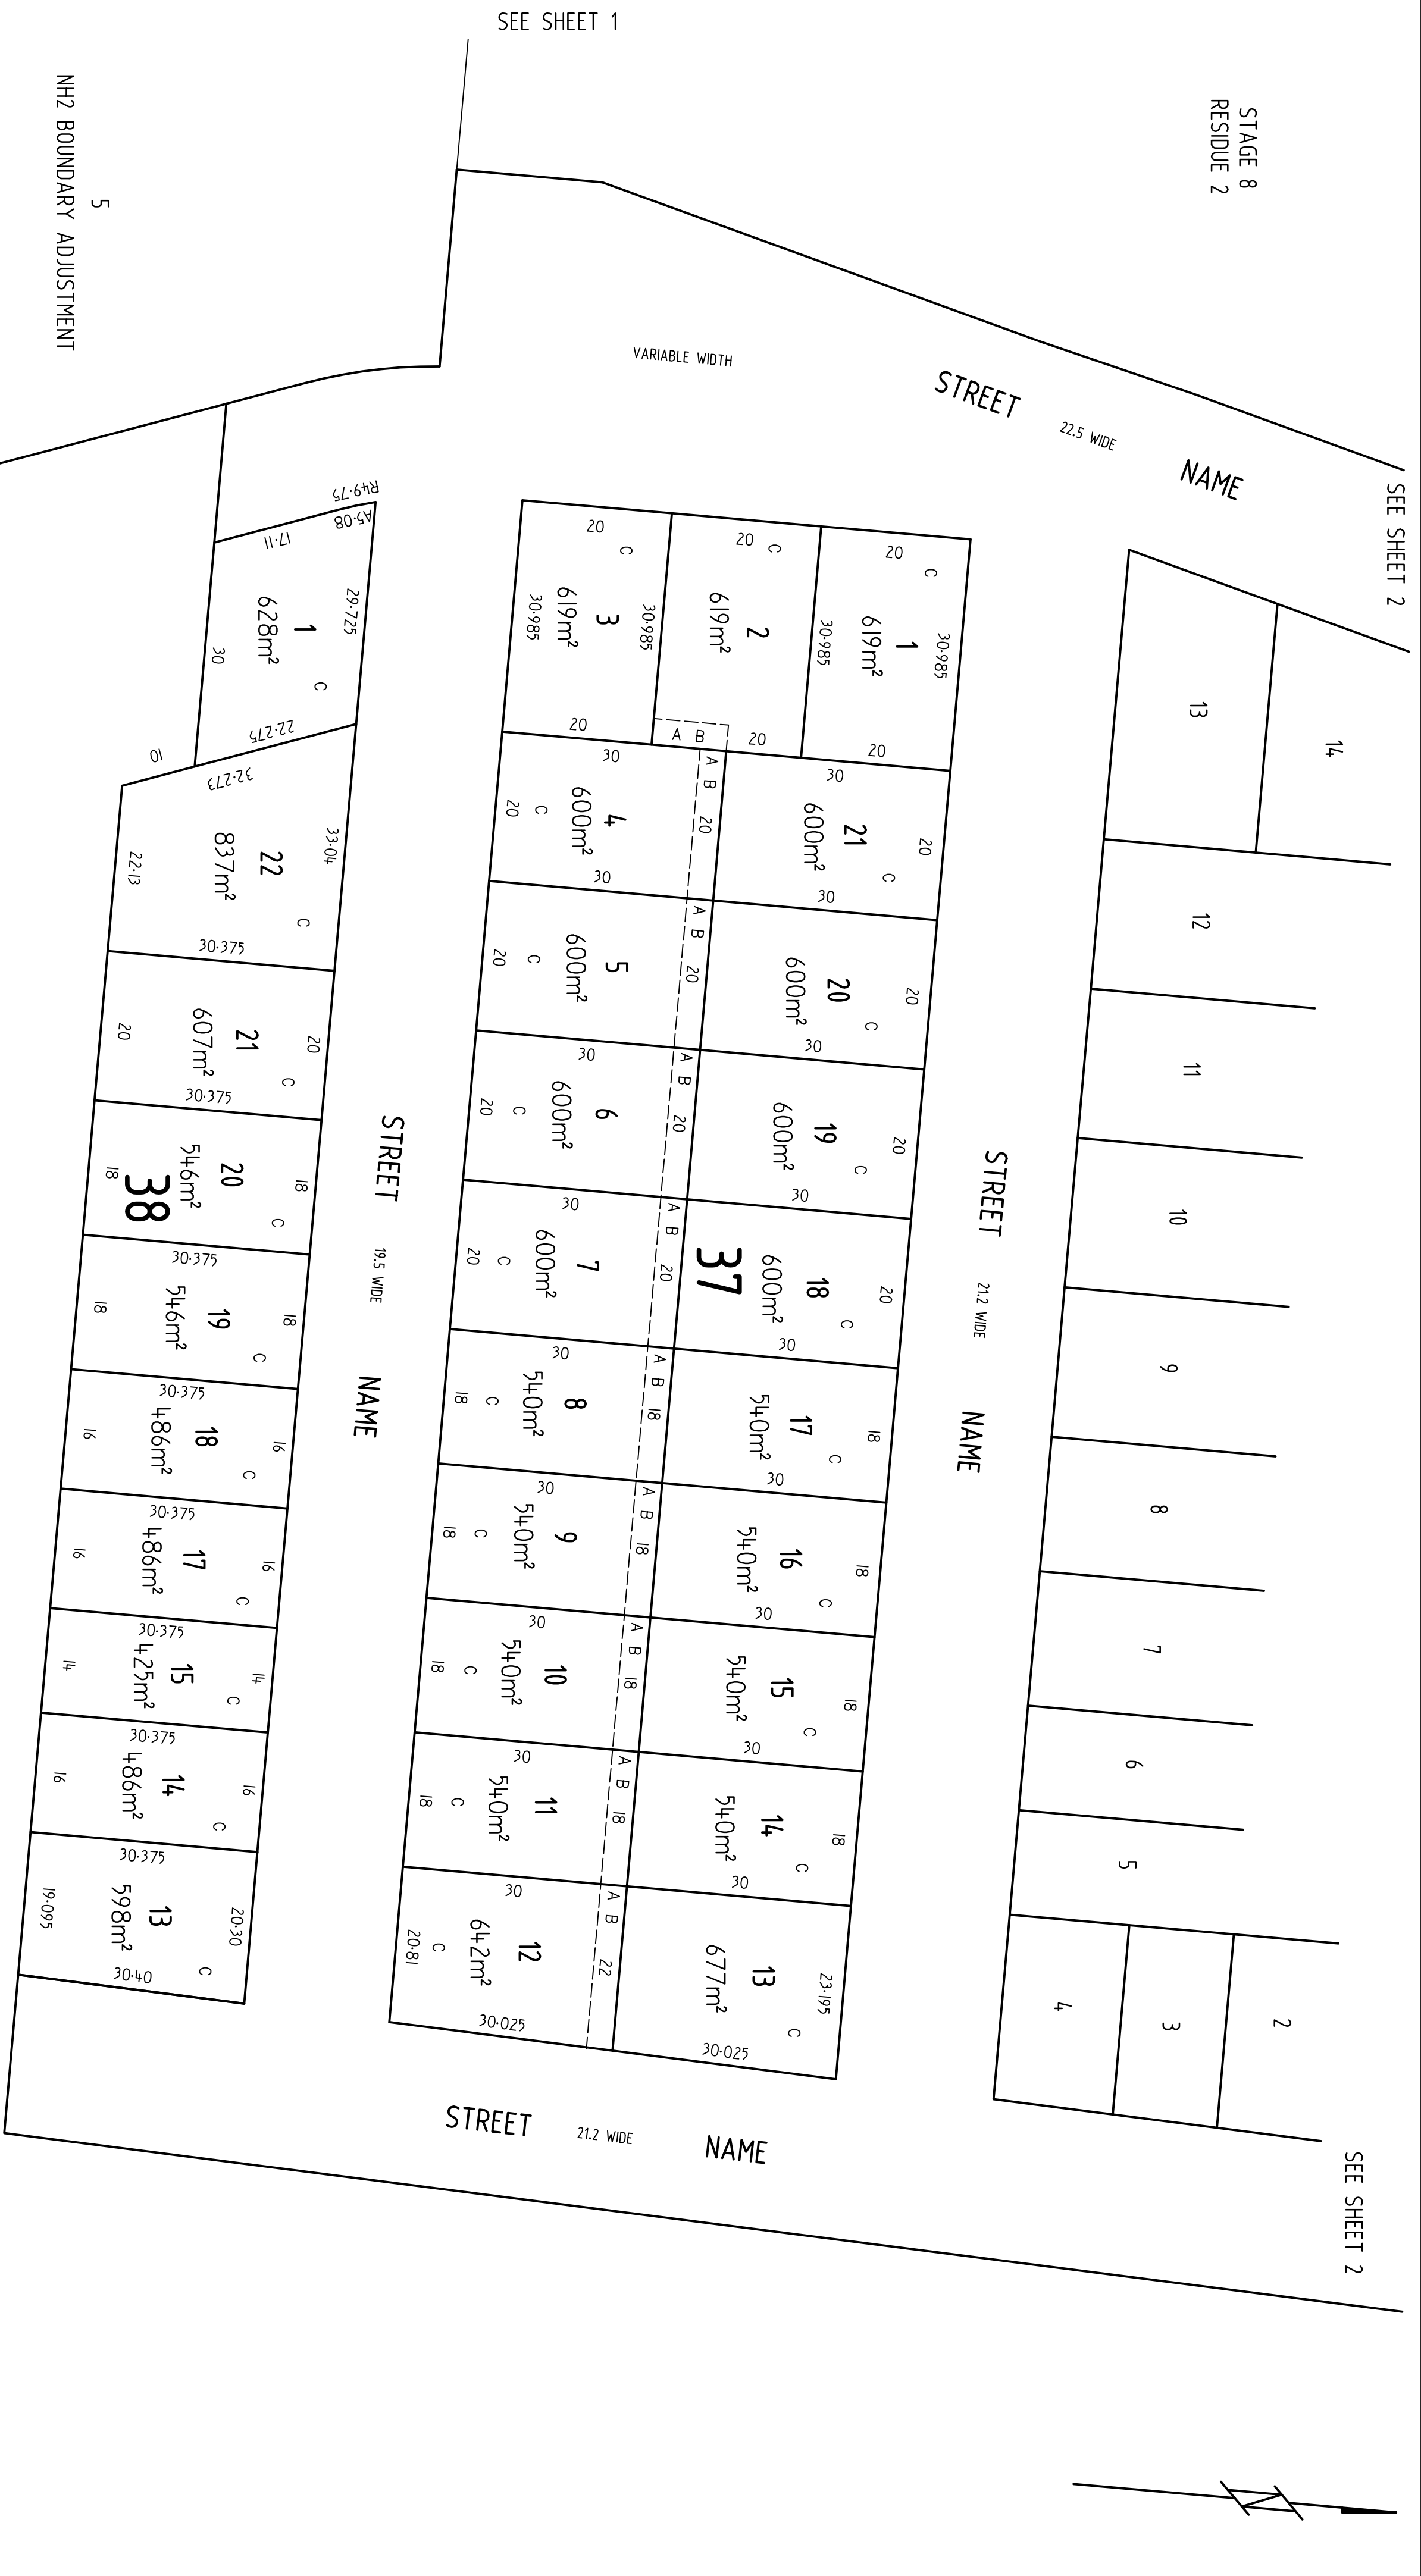 SEE SHEET 1
STAGE 8
RESIDUE 2
5
NH2 BOUNDARY ADJUSTMENT
VARIABLE WIDTH
STREET 22.5 WIDE NAME
SEE SHEET 2
14
13
12
11
10
9
8
7
6
5
4
3
2
SEE SHEET 2
STREET 21.2 WIDE NAME
37
20 C
1
619m²
30·985
30·985
20
20 C
2
619m²
20
A B
20 C
3
619m²
30·985
30·985
20
30
4
600m²
20 C
A B 20
30
5
600m²
20 C
A B 20
30
6
600m²
20 C
A B 20
30
7
600m²
20 C
A B 20
30
8
540m²
18 C
A B 18
30
9
540m²
18 C
A B 18
30
10
540m²
18 C
A B 18
30
11
540m²
18 C
A B 18
30
12
642m²
20·81 C
A B 22
30·025
30
21
600m²
20 C
30
20
600m²
20 C
30
19
600m²
20 C
30
18
600m²
20 C
30
17
540m²
18 C
30
16
540m²
18 C
30
15
540m²
18 C
30
14
540m²
18 C
30
13
677m²
23·195 C
30·025
STREET 19.5 WIDE NAME
38
R49·75
A5·08
17·11
29·725
1
628m²
C
30
22·275
10
32·273
33·04
22
837m²
C
22·13
30·375
20
21
607m²
C
20
30·375
18
20
546m²
C
18
30·375
18
19
546m²
C
18
30·375
16
18
486m²
C
16
30·375
16
17
486m²
C
16
30·375
14
15
425m²
C
14
30·375
16
14
486m²
C
16
30·375
20·30
13
598m²
C
19·095
30·40
STREET 21.2 WIDE NAME
N